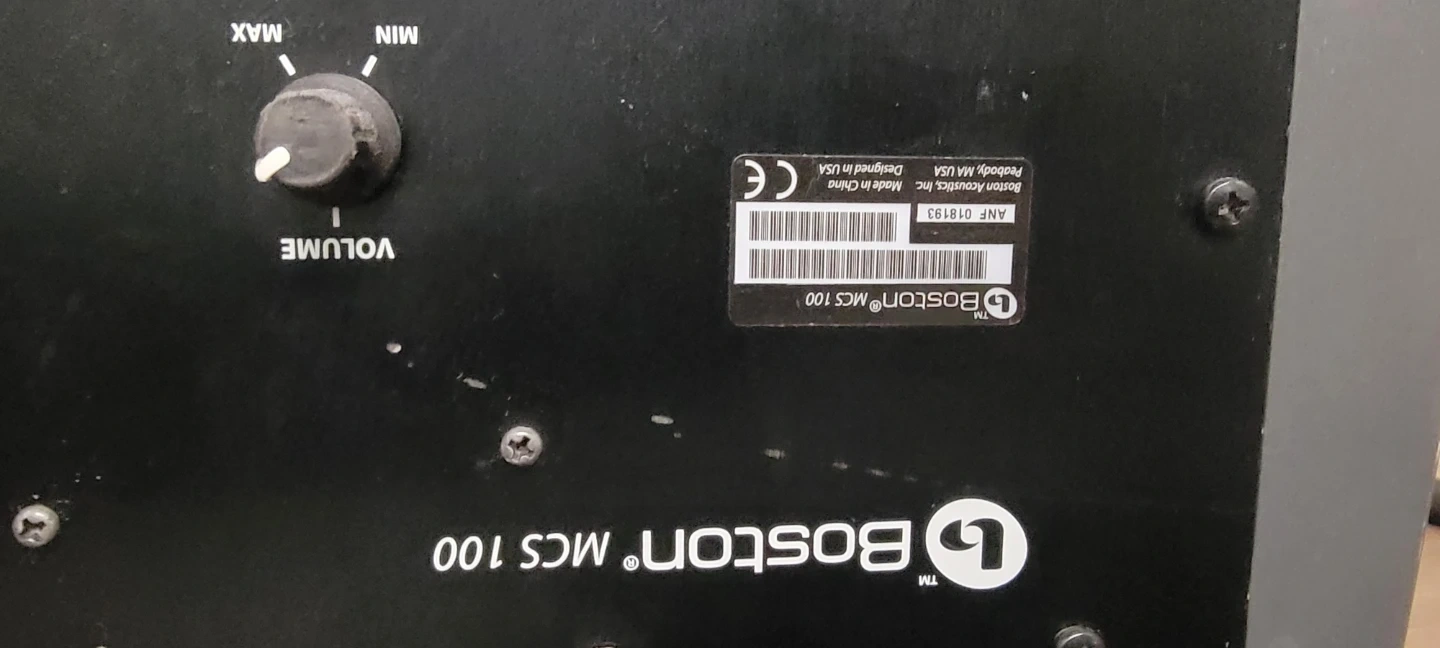 Boston® MCS 100
TM
VOLUME
MIN
MAX
Boston® MCS 100
TM
ANF 018193
Boston Acoustics, Inc.
Peabody, MA USA
Made in China
Designed in USA
CE